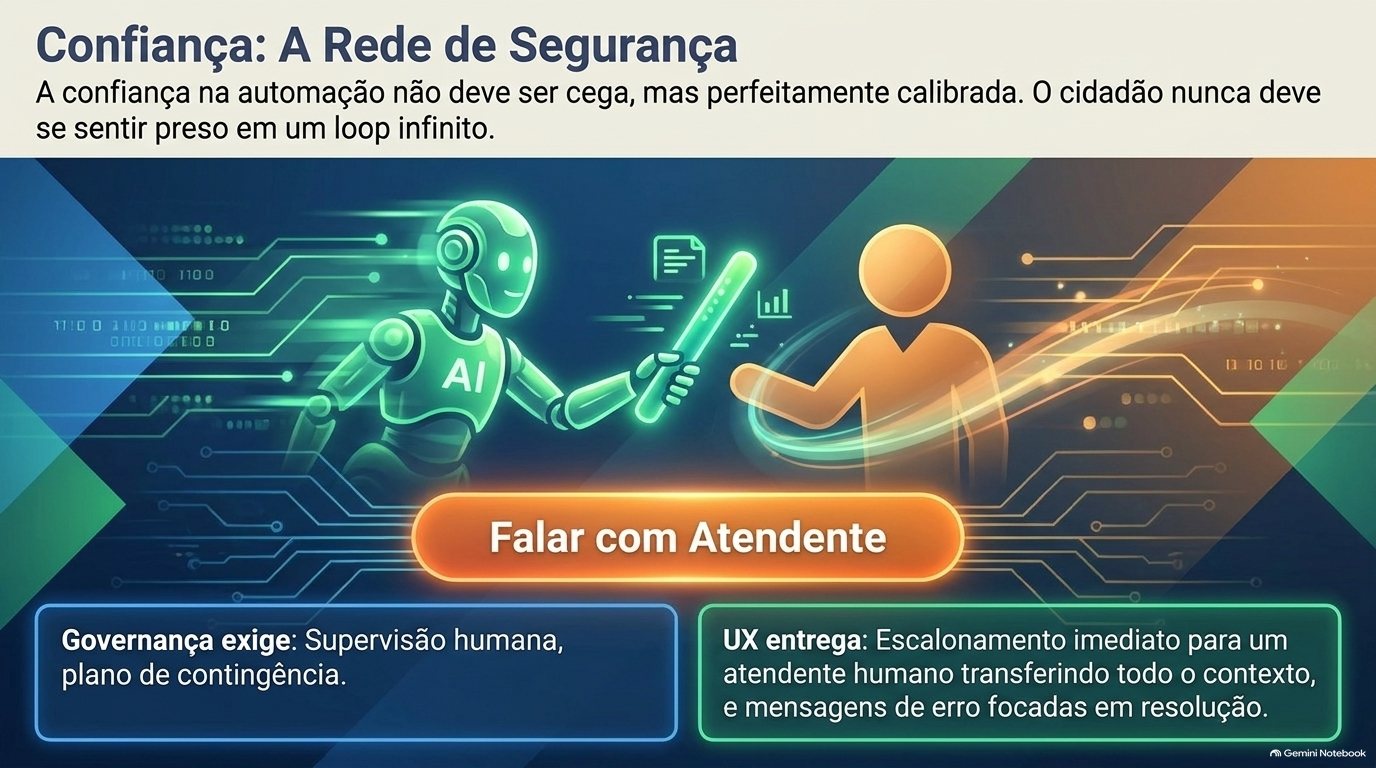 Confiança: A Rede de Segurança
A confiança na automação não deve ser cega, mas perfeitamente calibrada. O cidadão nunca deve
se sentir preso em um loop infinito.
AI
Falar com Atendente
Governança exige: Supervisão humana,
plano de contingência.
UX entrega: Escalonamento imediato para um
atendente humano transferindo todo o contexto,
e mensagens de erro focadas em resolução.
Gemini Notebook